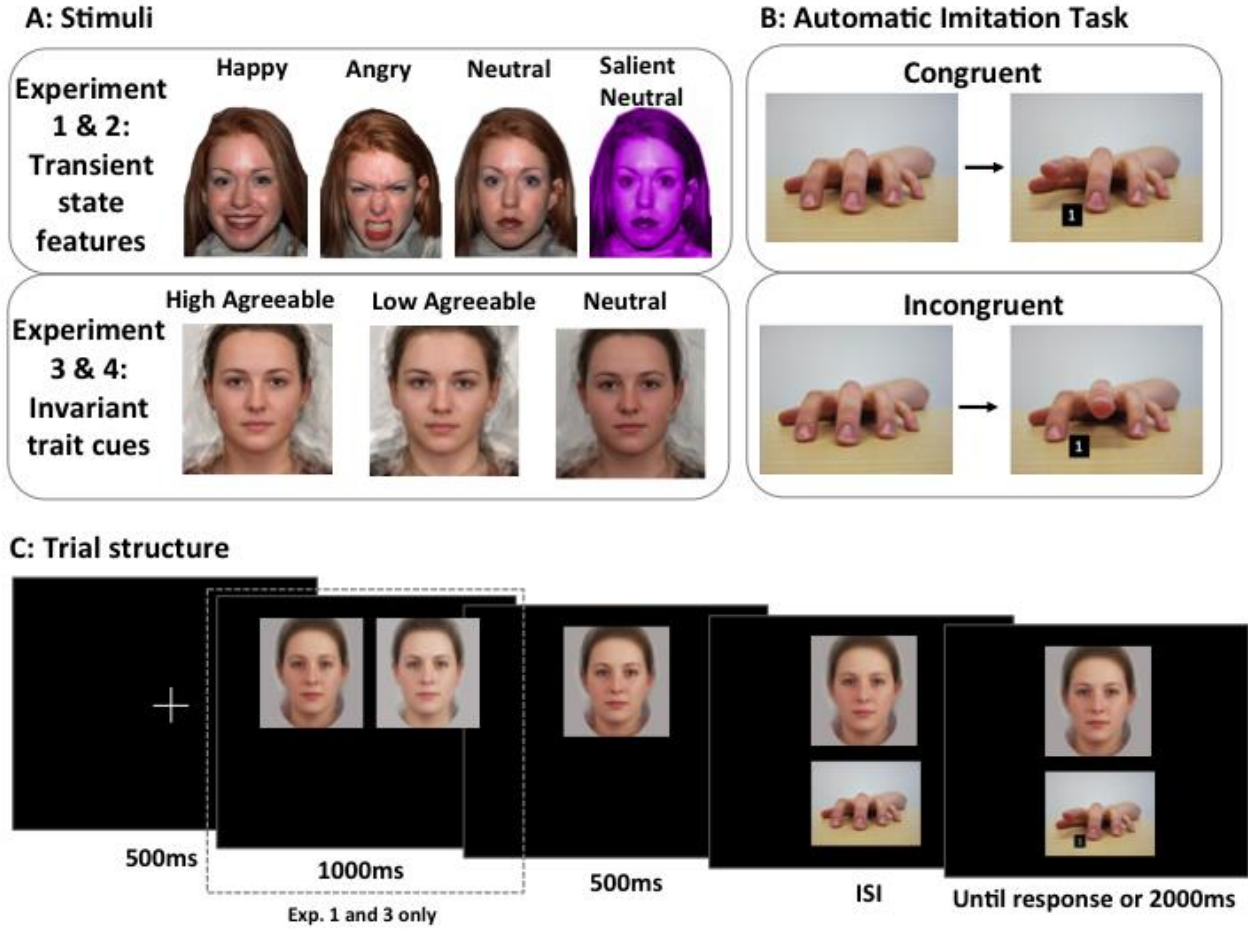 A: Stimuli
Experiment
1 & 2:
Transient
state
features
Happy
Angry
Neutral
Salient
Neutral
Experiment
3 & 4:
Invariant
trait cues
High Agreeable
Low Agreeable
Neutral
B: Automatic Imitation Task
Congruent
1
Incongruent
1
C: Trial structure
500ms
1000ms
Exp. 1 and 3 only
500ms
ISI
1
Until response or 2000ms